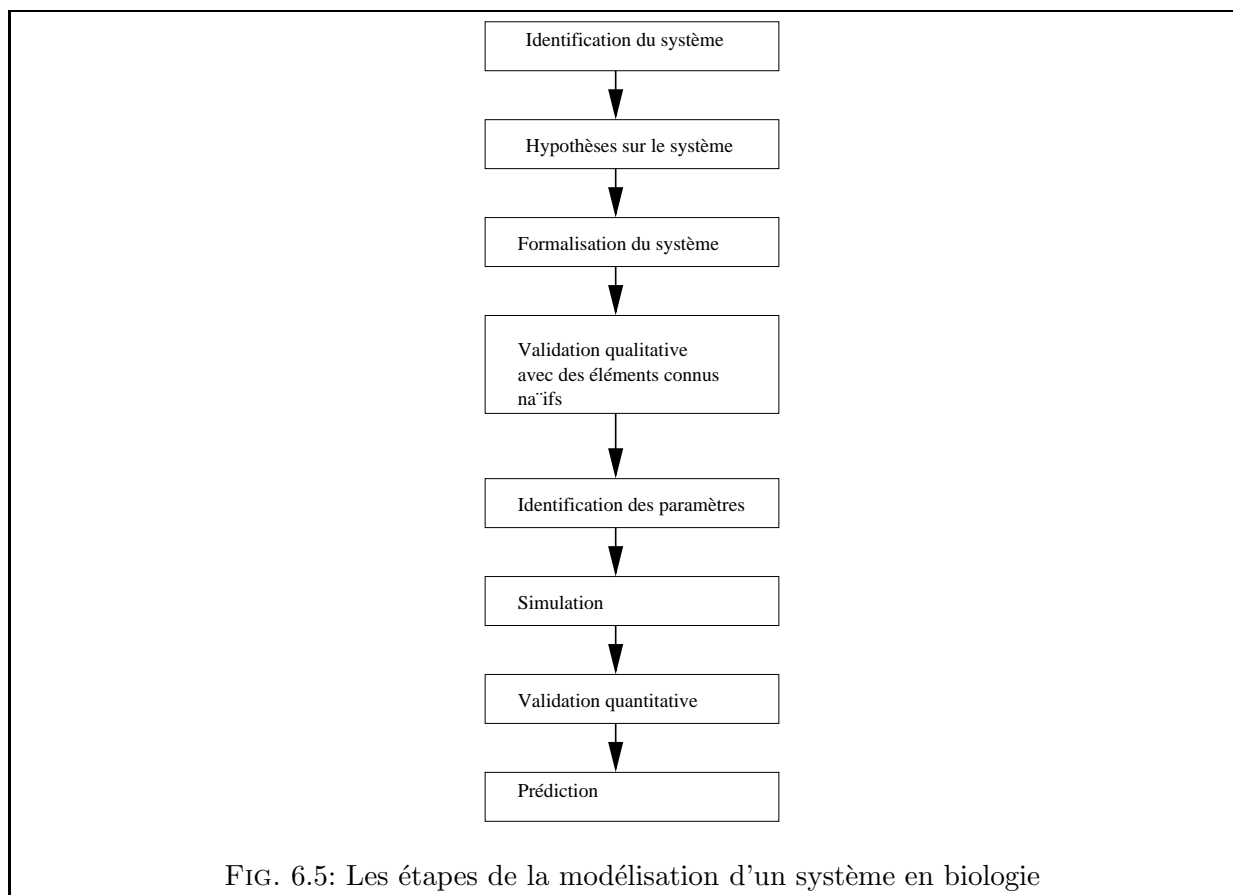 Identification du système
Hypothèses sur le système
Formalisation du système
Validation qualitative
avec des éléments connus
na¨ifs
Identification des paramètres
Simulation
Validation quantitative
Prédiction
FIG. 6.5: Les étapes de la modélisation d'un système en biologie